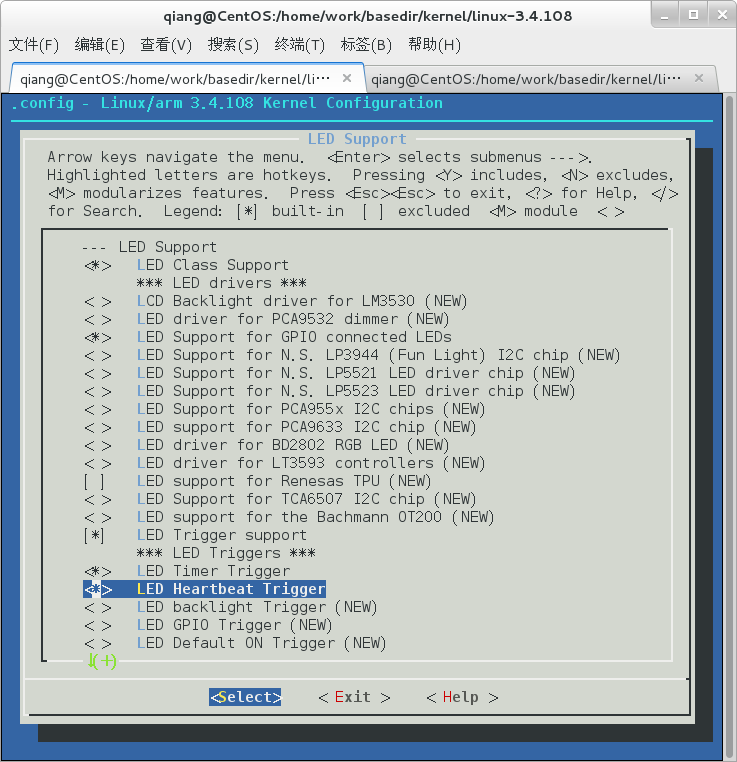 qiang@CentOS:/home/work/basedir/kernel/linux-3.4.108
文件(F) 编辑(E) 查看(V) 搜索(S) 终端(T) 标签(B) 帮助(H)
qiang@CentOS:/home/work/basedir/kernel/li··· × qiang@CentOS:/home/work/basedir/kernel/li··· ×
.config - Linux/arm 3.4.108 Kernel Configuration
LED Support
Arrow keys navigate the menu. <Enter> selects submenus --->.
Highlighted letters are hotkeys. Pressing <Y> includes, <N> excludes,
<M> modularizes features. Press <Esc><Esc> to exit, <?> for Help, </>
for Search. Legend: [*] built-in [ ] excluded <M> module < >
--- LED Support
<*> LED Class Support
*** LED drivers ***
< > LCD Backlight driver for LM3530 (NEW)
< > LED driver for PCA9532 dimmer (NEW)
<*> LED Support for GPIO connected LEDs
< > LED Support for N.S. LP3944 (Fun Light) I2C chip (NEW)
< > LED Support for N.S. LP5521 LED driver chip (NEW)
< > LED Support for N.S. LP5523 LED driver chip (NEW)
< > LED Support for PCA955x I2C chips (NEW)
< > LED support for PCA9633 I2C chip (NEW)
< > LED driver for BD2802 RGB LED (NEW)
< > LED driver for LT3593 controllers (NEW)
[ ] LED support for Renesas TPU (NEW)
< > LED Support for TCA6507 I2C chip (NEW)
< > LED support for the Bachmann OT200 (NEW)
[*] LED Trigger support
*** LED Triggers ***
<*> LED Timer Trigger
<*> LED Heartbeat Trigger
< > LED backlight Trigger (NEW)
< > LED GPIO Trigger (NEW)
< > LED Default ON Trigger (NEW)
↓(+)
<Select> < Exit > < Help >